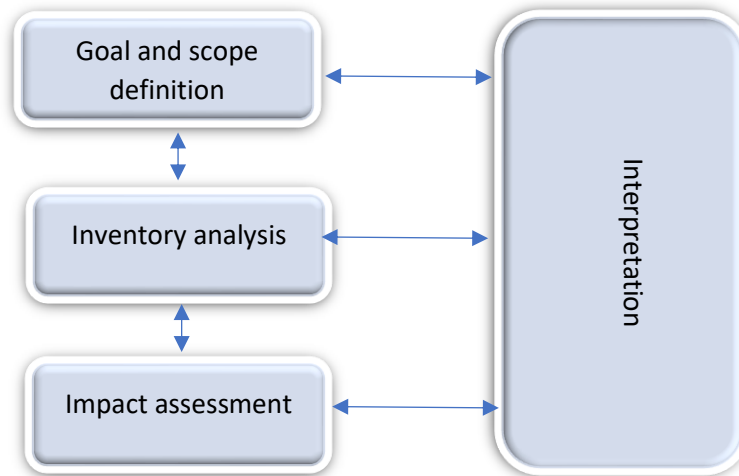 Goal and scope
definition
Inventory analysis
Impact assessment
Interpretation